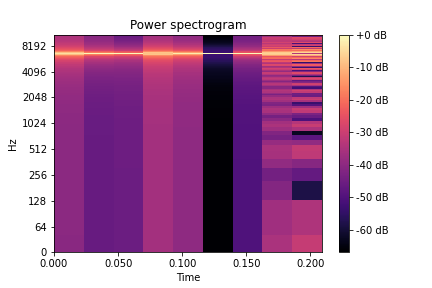 Power spectrogram
8192
4096
2048
1024
512
256
128
64
0
Hz
0.000 0.050 0.100 0.150 0.200
Time
+0 dB
-10 dB
-20 dB
-30 dB
-40 dB
-50 dB
-60 dB